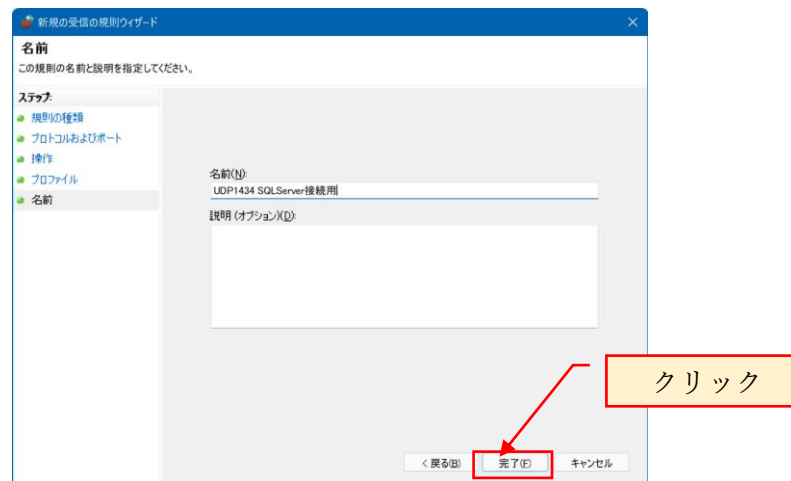 新規の受信の規則ウィザード
名前
この規則の名前と説明を指定してください。
ステップ:
規則の種類
プロトコルおよびポート
操作
プロファイル
名前
名前(N):
UDP1434 SQLServer接続用
説明 (オプション)(D):
クリック
< 戻る(B)
完了(F)
キャンセル